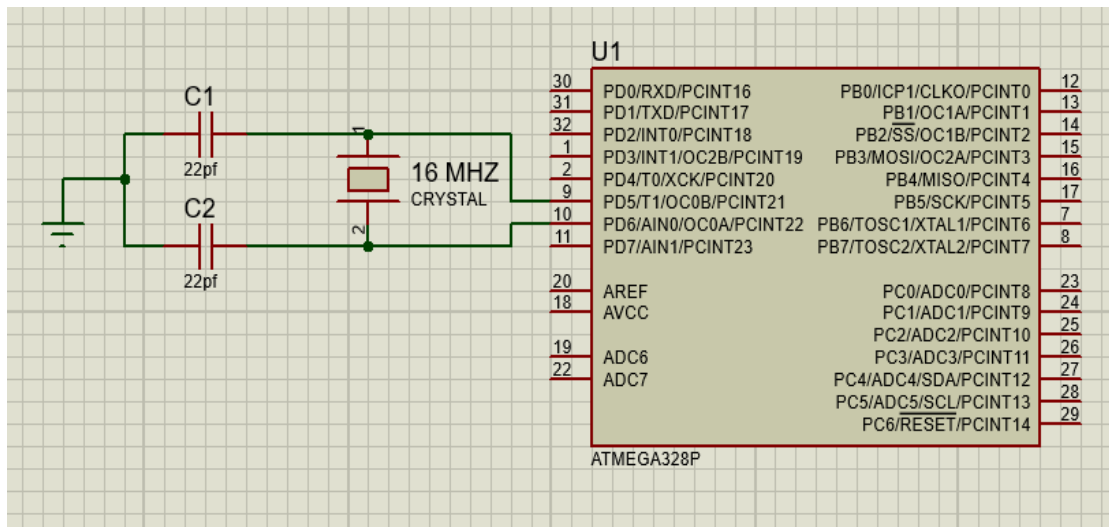 C1
22pf
C2
22pf
1
16 MHZ
CRYSTAL
2
U1
30 PD0/RXD/PCINT16
31 PD1/TXD/PCINT17
32 PD2/INT0/PCINT18
1 PD3/INT1/OC2B/PCINT19
2 PD4/T0/XCK/PCINT20
9 PD5/T1/OC0B/PCINT21
10 PD6/AIN0/OC0A/PCINT22
11 PD7/AIN1/PCINT23
20 AREF
18 AVCC
19 ADC6
22 ADC7
PB0/ICP1/CLKO/PCINT0 12
PB1/OC1A/PCINT1 13
PB2/SS/OC1B/PCINT2 14
PB3/MOSI/OC2A/PCINT3 15
PB4/MISO/PCINT4 16
PB5/SCK/PCINT5 17
PB6/TOSC1/XTAL1/PCINT6 7
PB7/TOSC2/XTAL2/PCINT7 8
PC0/ADC0/PCINT8 23
PC1/ADC1/PCINT9 24
PC2/ADC2/PCINT10 25
PC3/ADC3/PCINT11 26
PC4/ADC4/SDA/PCINT12 27
PC5/ADC5/SCL/PCINT13 28
PC6/RESET/PCINT14 29
ATMEGA328P